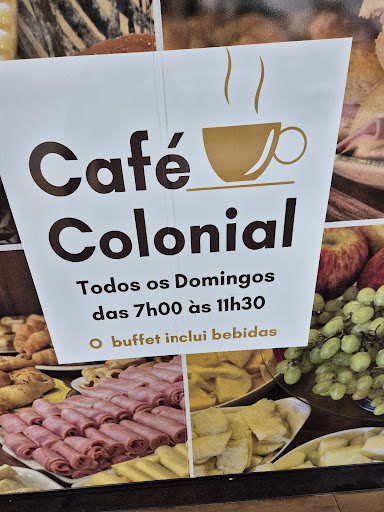 Café
Colonial
Todos os Domingos
das 7h00 às 11h30
O buffet inclui bebidas